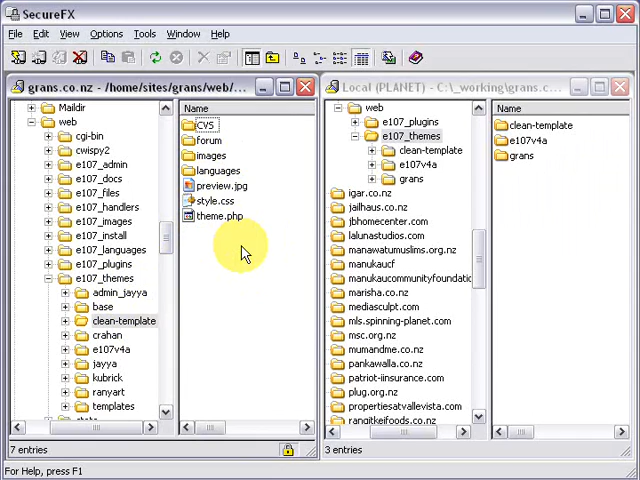 SecureFX
File Edit View Options Tools Window Help
grans.co.nz - /home/sites/grans/web/...
Maildir
web
cgi-bin
cwispy2
e107_admin
e107_docs
e107_files
e107_handlers
e107_images
e107_install
e107_languages
e107_plugins
e107_themes
admin_jayya
base
clean-template
crahan
e107v4a
jayya
kubrick
ranyart
templates
Name
CVS
forum
images
languages
preview.jpg
style.css
theme.php
7 entries
Local (PLANET) - C:\_working\grans.c...
web
e107_plugins
e107_themes
clean-template
e107v4a
grans
igar.co.nz
jailhaus.co.nz
jbhomecenter.com
lalunastudios.com
manawatumuslims.org.nz
manukaucf
manukaucommunityfoundatio
marisha.co.nz
mediasculpt.com
mls.spinning-planet.com
msc.org.nz
mumandme.co.nz
pankawalla.co.nz
patriot-iinsurance.com
plug.org.nz
propertiesatvallevista.com
rangitkeifoods.co.nz
Name
clean-template
e107v4a
grans
3 entries
For Help, press F1